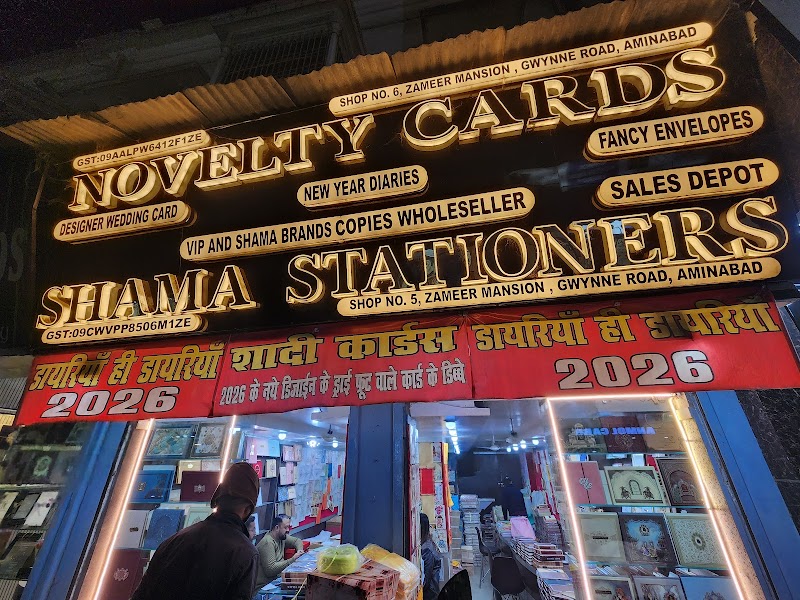 SHOP NO. 6, ZAMEER MANSION , GWYNNE ROAD, AMINABAD
GST:09AALPW6412F1ZE
NOVELTY CARDS
DESIGNER WEDDING CARD
NEW YEAR DIARIES
FANCY ENVELOPES
VIP AND SHAMA BRANDS COPIES WHOLESELLER
SALES DEPOT
SHAMA STATIONERS
GST:09CWVPP8506M1ZE
SHOP NO. 5, ZAMEER MANSION , GWYNNE ROAD, AMINABAD
डायरियाँ ही डायरियाँ
2026
शादी कार्डस
2026 के नये डिजाईन के ड्राई फ्रूट वाले कार्ड के डिब्बे
डायरियाँ ही डायरियाँ
2026